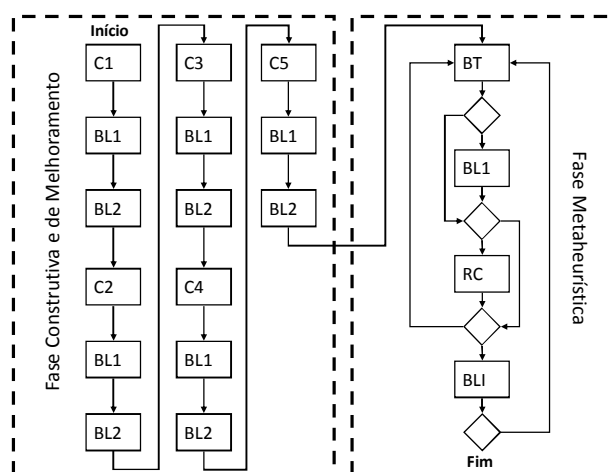 Fase Construtiva e de Melhoramento
Início
C1
BL1
BL2
C2
BL1
BL2
C3
BL1
BL2
C4
BL1
BL2
C5
BL1
BL2
BT
BL1
RC
BLI
Fim
Fase Metaheurística